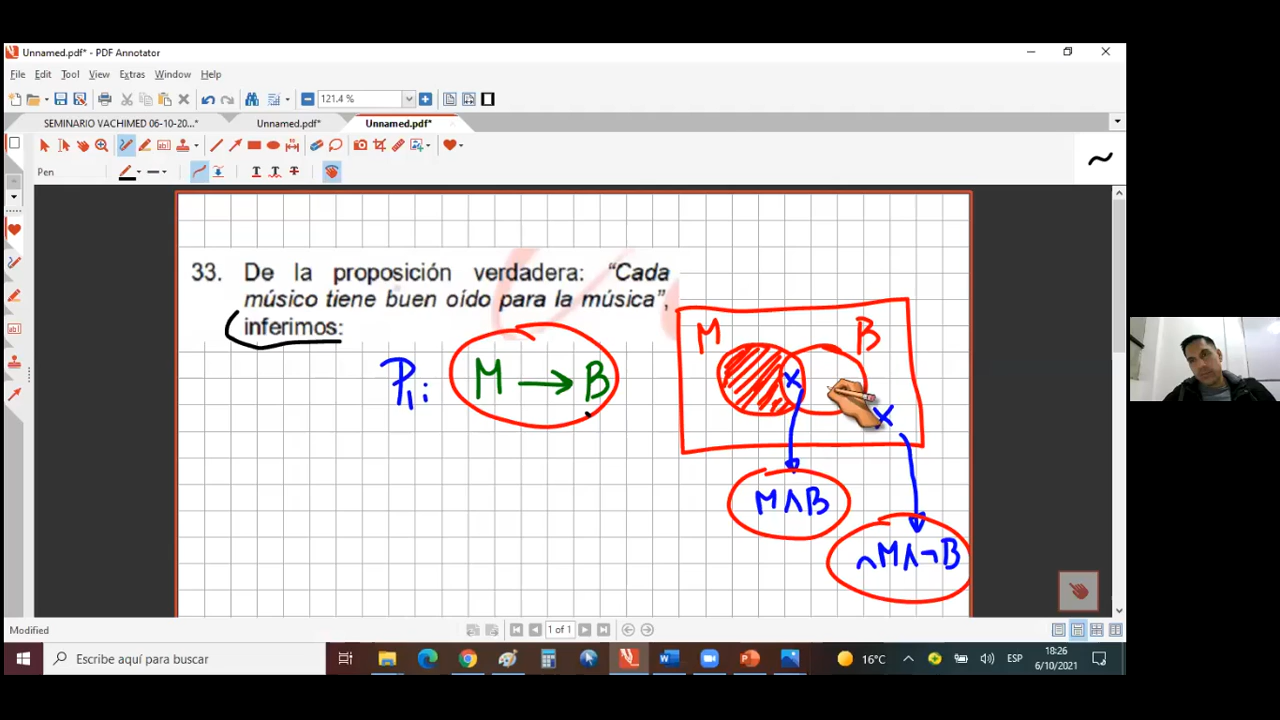 Unnamed.pdf* - PDF Annotator
File Edit Tool View Extras Window Help
121.4 %
SEMINARIO VACHIMED 06-10-20...* Unnamed.pdf* Unnamed.pdf*
Pen
33. De la proposición verdadera: “Cada
músico tiene buen oído para la música”,
inferimos:
P₁: M → B
M B
x
x
M∧B
¬M∧¬B
1 of 1
Modified
Escribe aquí para buscar
16°C
ESP
18:26
6/10/2021